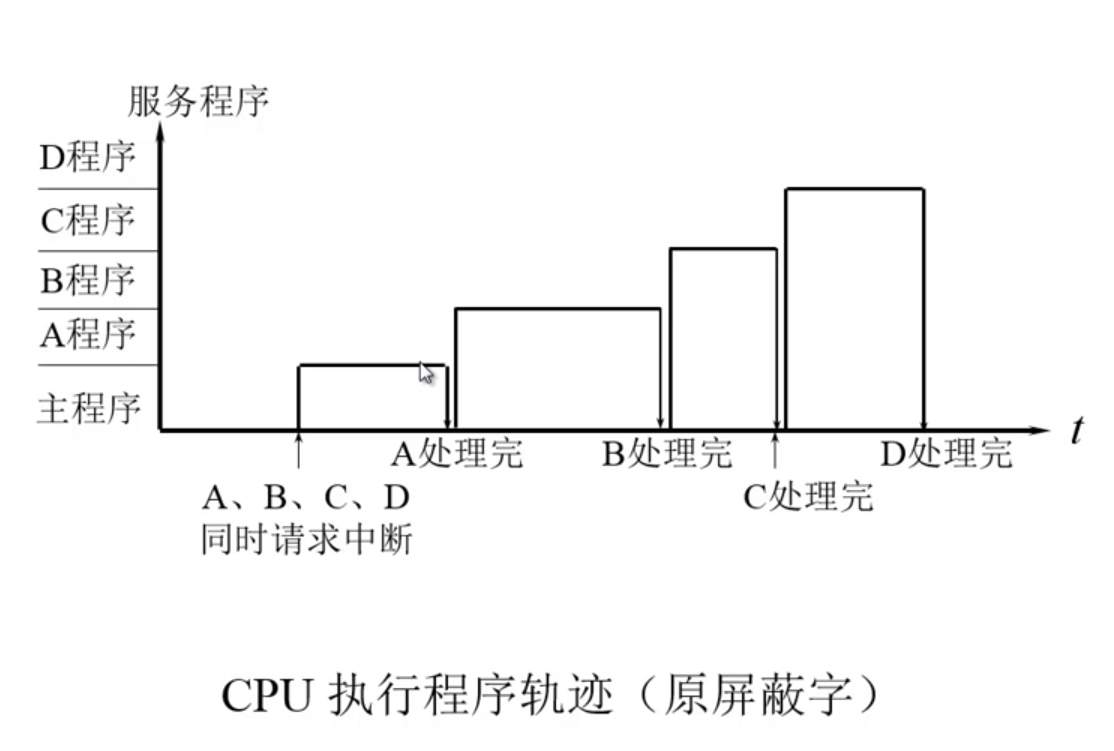 服务程序
D程序
C程序
B程序
A程序
主程序
t
A处理完
B处理完
D处理完
A、B、C、D
同时请求中断
C处理完
CPU 执行程序轨迹（原屏蔽字）